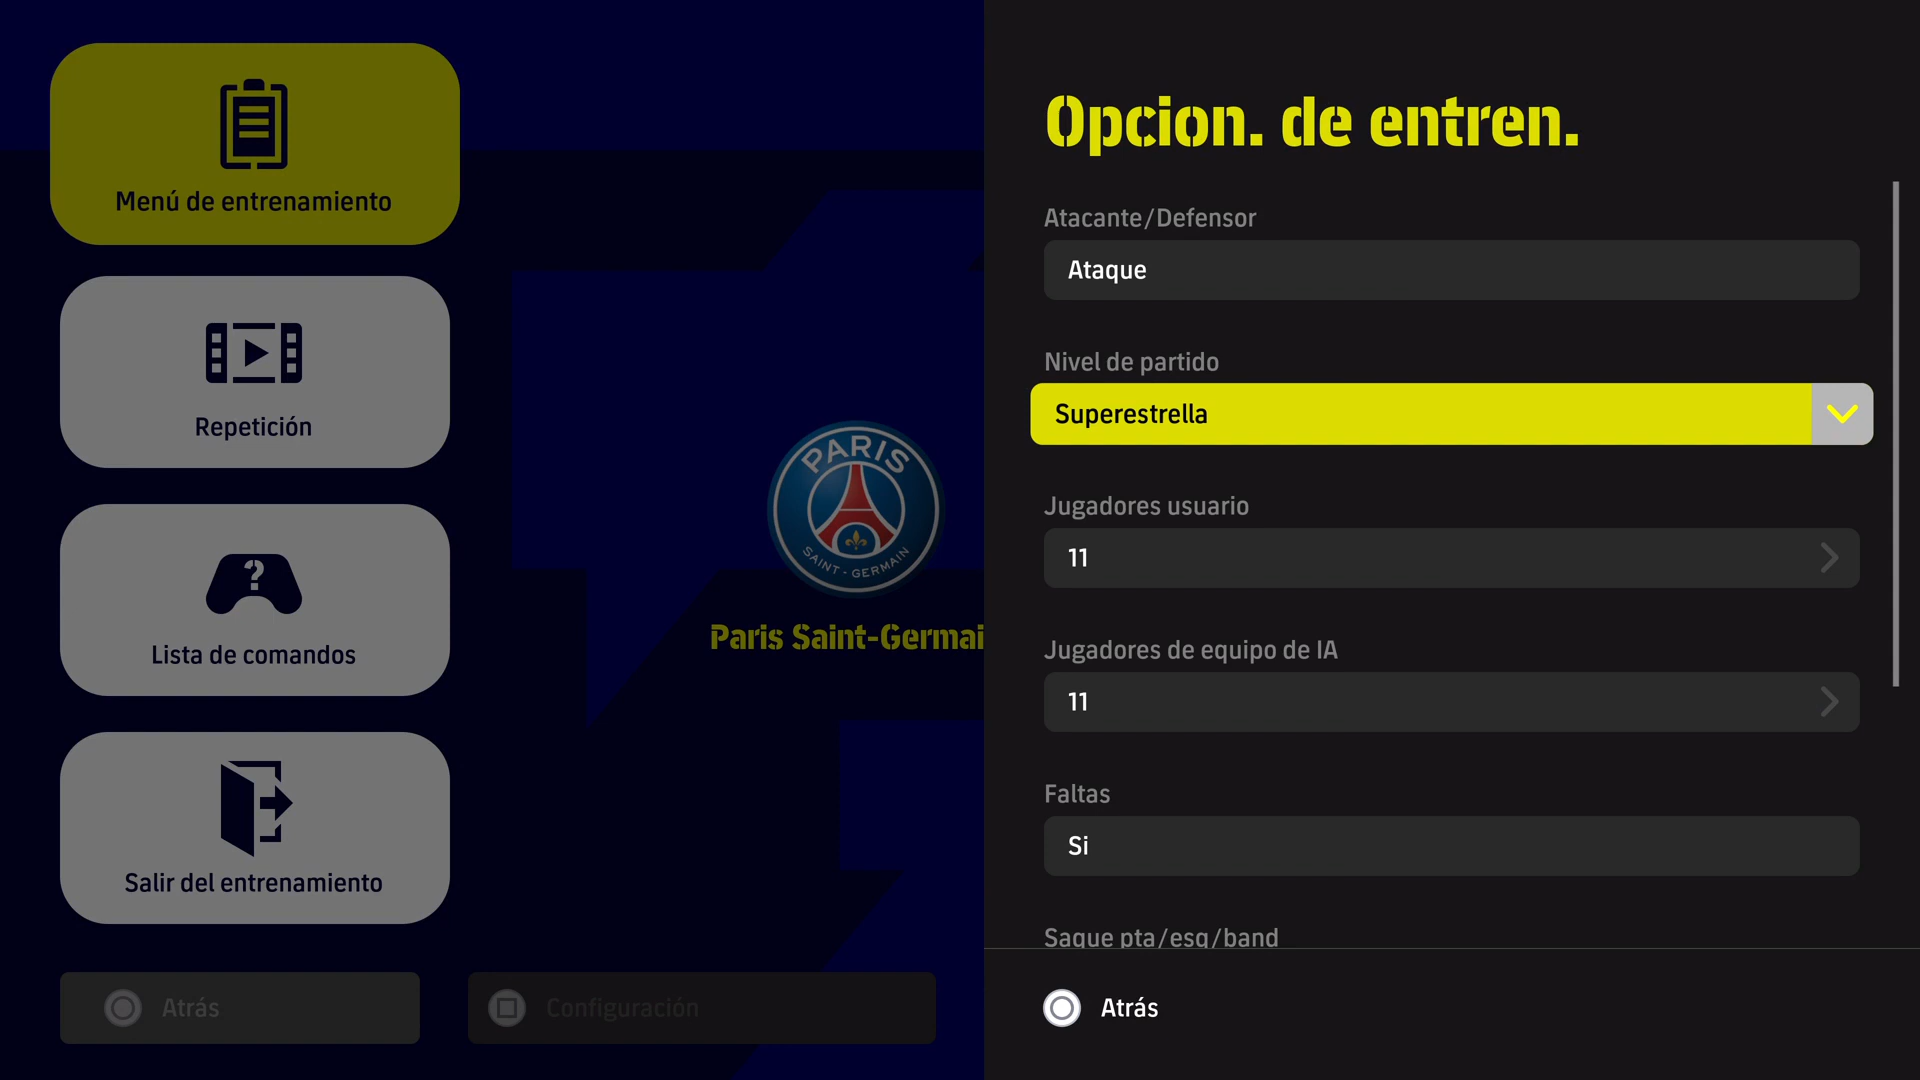 Menú de entrenamiento
Repetición
Lista de comandos
Salir del entrenamiento
Atrás
Configuración
PARIS
SAINT - GERMAIN
Paris Saint-Germai
Opcion. de entren.
Atacante/Defensor
Ataque
Nivel de partido
Superestrella
Jugadores usuario
11
Jugadores de equipo de IA
11
Faltas
Si
Saque pta/esq/band
Atrás